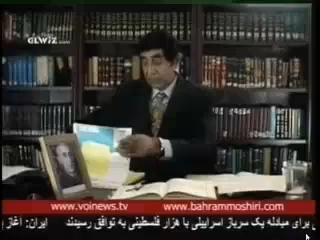 GLWiZ.com
www.voinews.tv www.bahrammoshiri.com
برای مبادله یک سرباز اسراییلی با هزار فلسطینی به توافق رسیدند ایران: آغاز